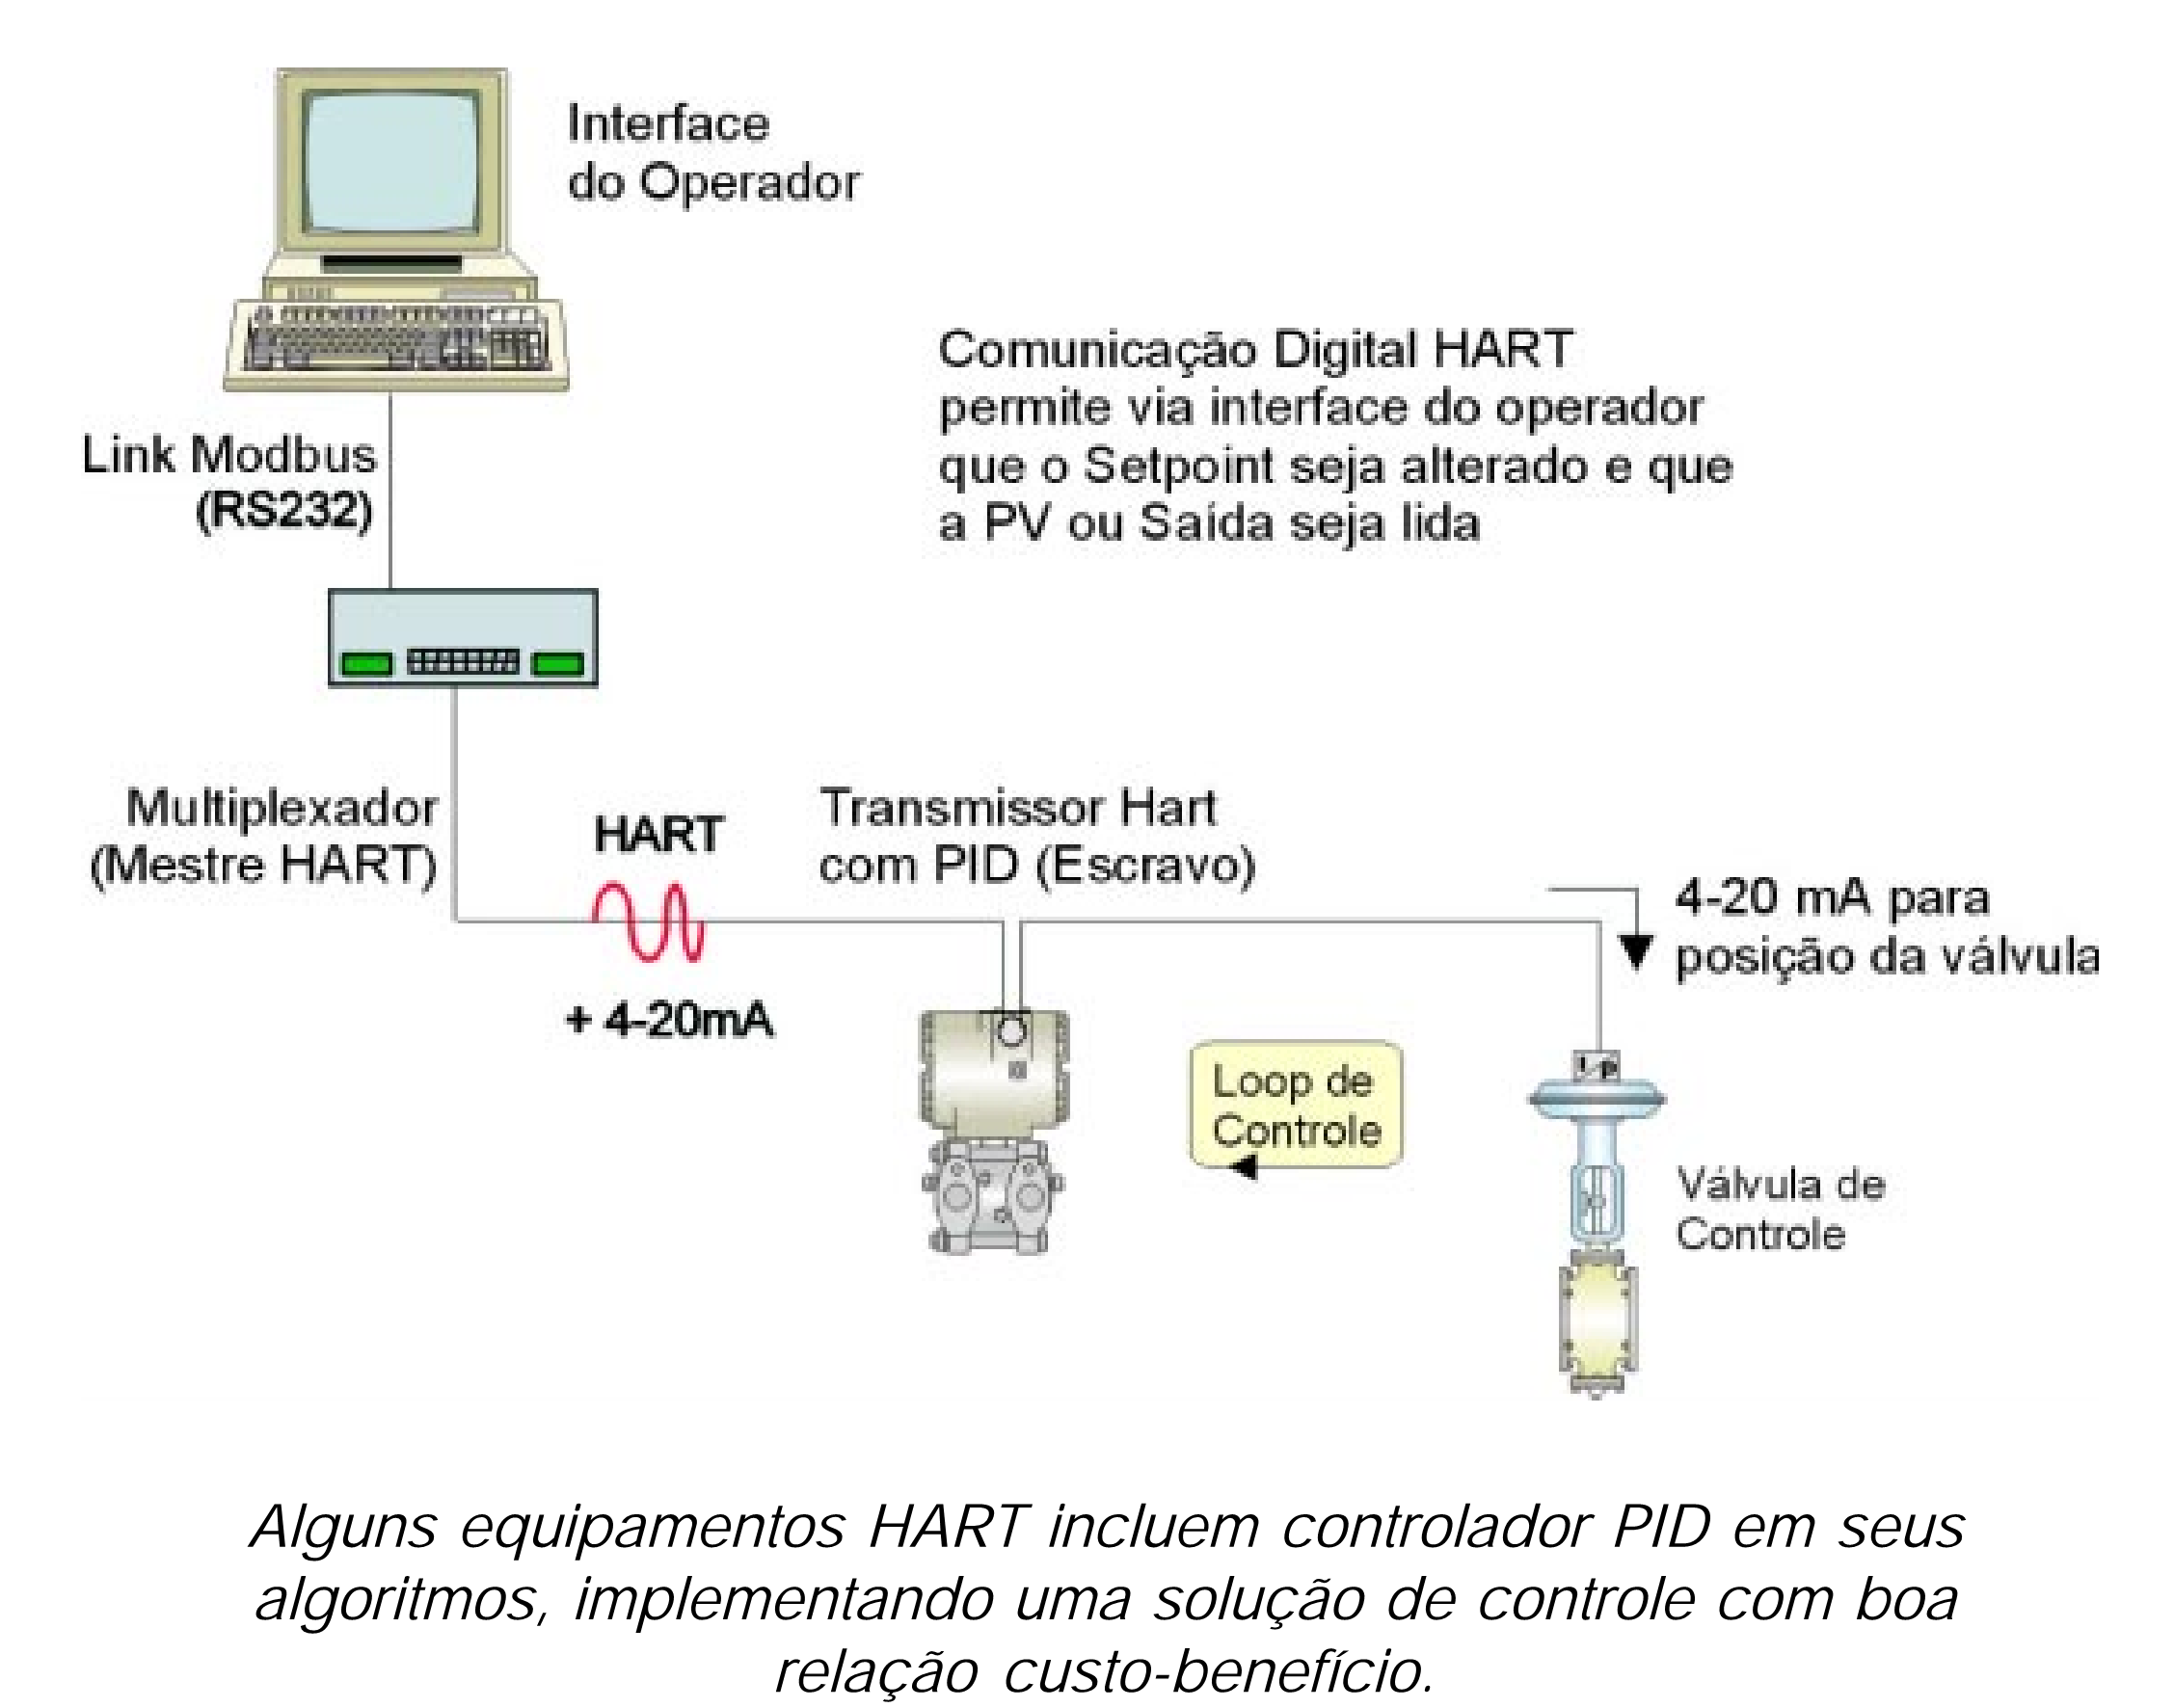 Interface
do Operador
Comunicação Digital HART
permite via interface do operador
que o Setpoint seja alterado e que
a PV ou Saída seja lida
Link Modbus
(RS232)
Multiplexador
(Mestre HART)
HART
+ 4-20mA
Transmissor Hart
com PID (Escravo)
4-20 mA para
posição da válvula
Loop de
Controle
I/P
Válvula de
Controle
Alguns equipamentos HART incluem controlador PID em seus
algoritmos, implementando uma solução de controle com boa
relação custo-benefício.